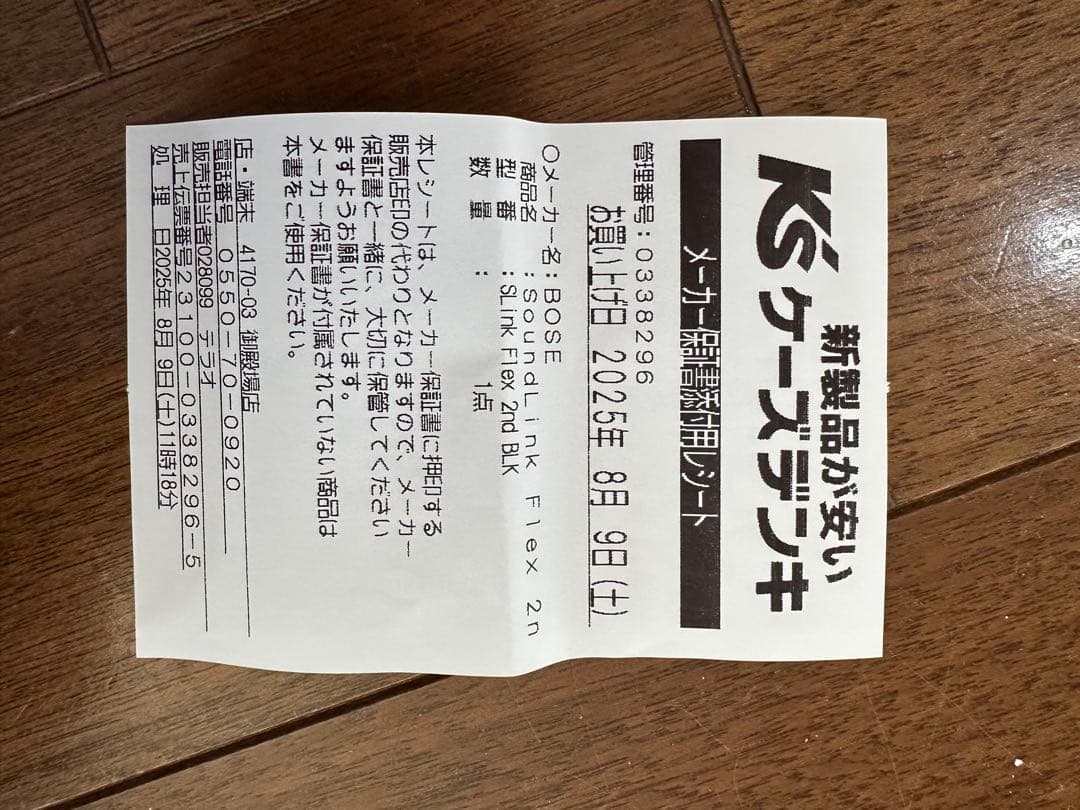 新製品が安い
K'S ケーズデンキ
メーカー保証書添付用レシート
管理番号:0338296
お買い上げ日 2025年 8月 9日(土)
○メーカー名:BOSE
商品名 :SoundLink Flex 2n
型番 :SLink Flex 2nd BLK
数量 : 1点
本レシートは、メーカー保証書に押印する
販売店印の代わりとなりますので、メーカー
保証書と一緒に、大切に保管してください
ますようお願いいたします。
メーカー保証書が付属されていない商品は
本書をご使用ください。
店・端末 4170-03 御殿場店
電話番号 0550-70-0920
販売担当者028099 テラオ
売上伝票番号23100-0338296-5
処 理 日2025年 8月 9日(土)11時18分